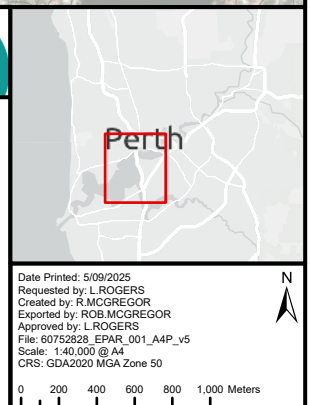 Perth
Date Printed: 5/09/2025
Requested by: L.ROGERS
Created by: R.MCGREGOR
Exported by: ROB.MCGREGOR
Approved by: L.ROGERS
File: 60752828_EPAR_001_A4P_v5
Scale: 1:40,000 @ A4
CRS: GDA2020 MGA Zone 50
N
0 200 400 600 800 1,000 Meters